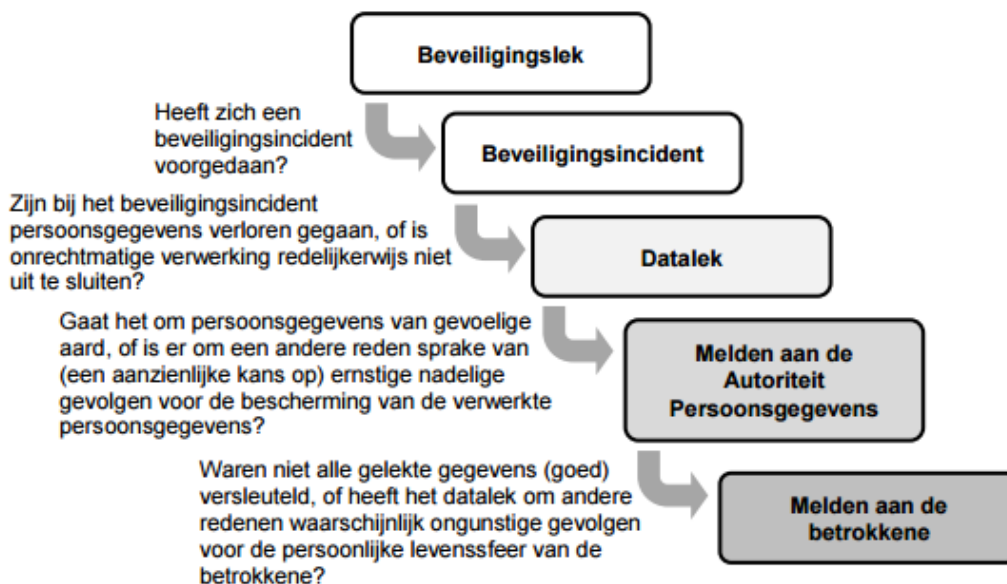 Beveiligingslek
Heeft zich een
beveiligingsincident
voorgedaan?
Beveiligingsincident
Zijn bij het beveiligingsincident
persoonsgegevens verloren gegaan, of is
onrechtmatige verwerking redelijkerwijs niet
uit te sluiten?
Datalek
Gaat het om persoonsgegevens van gevoelige
aard, of is er om een andere reden sprake van
(een aanzienlijke kans op) ernstige nadelige
gevolgen voor de bescherming van de verwerkte
persoonsgegevens?
Melden aan de
Autoriteit
Persoonsgegevens
Waren niet alle gelekte gegevens (goed)
versleuteld, of heeft het datalek om andere
redenen waarschijnlijk ongunstige gevolgen
voor de persoonlijke levenssfeer van de
betrokkene?
Melden aan de
betrokkene